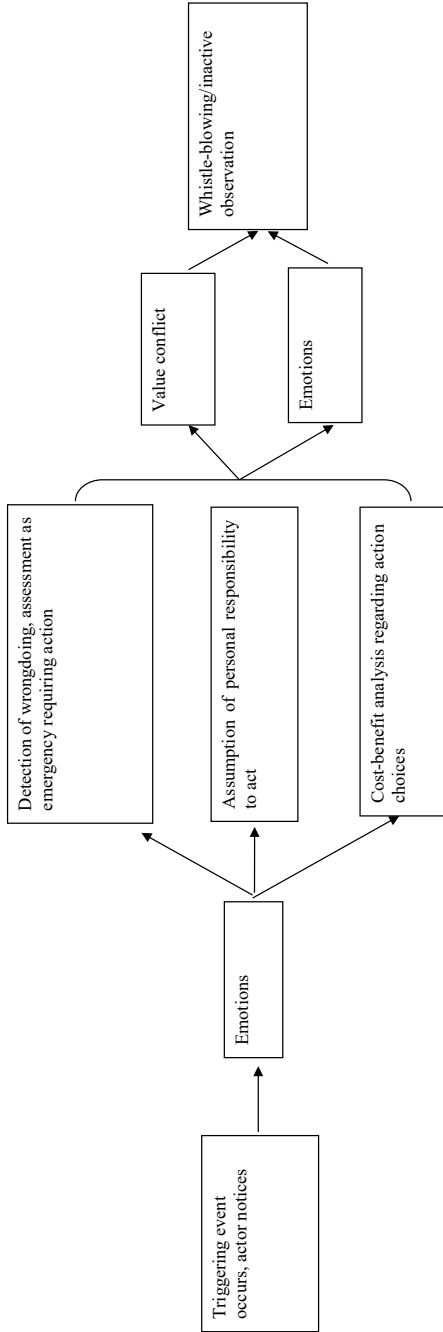 Triggering event
occurs, actor notices
Emotions
Detection of wrongdoing, assessment as
emergency requiring action
Assumption of personal responsibility
to act
Cost-benefit analysis regarding action
choices
Value conflict
Emotions
Whistle-blowing/inactive
observation